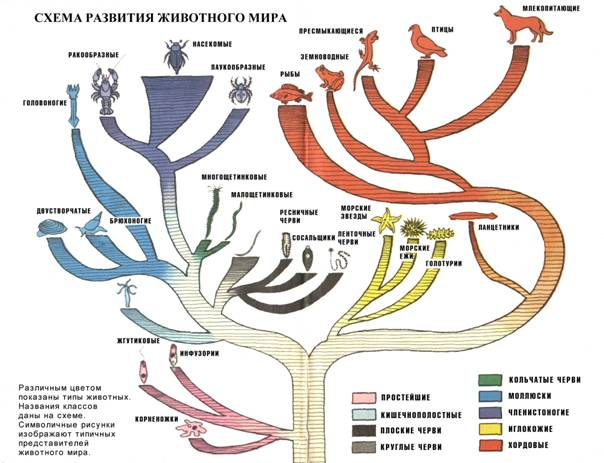 СХЕМА РАЗВИТИЯ ЖИВОТНОГО МИРА
МЛЕКОПИТАЮЩИЕ
ПТИЦЫ
ПРЕСМЫКАЮЩИЕСЯ
НАСЕКОМЫЕ
РАКООБРАЗНЫЕ
ЗЕМНОВОДНЫЕ
ПАУКООБРАЗНЫЕ
РЫБЫ
ГОЛОВОНОГИЕ
МНОГОЩЕТИНКОВЫЕ
МАЛОЩЕТИНКОВЫЕ
ДВУСТВОРЧАТЫЕ
БРЮХОНОГИЕ
РЕСНИЧНЫЕ
ЧЕРВИ
СОСАЛЬЩИКИ
ЛЕНТОЧНЫЕ
ЧЕРВИ
МОРСКИЕ
ЗВЕЗДЫ
МОРСКИЕ
ЕЖИ
ГОЛОТУРИИ
ЛАНЦЕТНИКИ
ЖГУТИКОВЫЕ
ИНФУЗОРИИ
КОРНЕНОЖКИ
Различным цветом
показаны типы животных.
Названия классов
даны на схеме.
Символичные рисунки
изображают типичных
представителей
животного мира.
ПРОСТЕЙШИЕ
КИШЕЧНОПОЛОСТНЫЕ
ПЛОСКИЕ ЧЕРВИ
КРУГЛЫЕ ЧЕРВИ
КОЛЬЧАТЫЕ ЧЕРВИ
МОЛЛЮСКИ
ЧЛЕНИСТОНОГИЕ
ИГЛОКОЖИЕ
ХОРДОВЫЕ